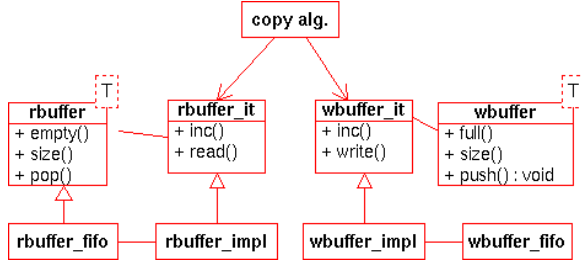 copy alg.
T
rbuffer
+ empty()
+ size()
+ pop()
rbuffer_it
+ inc()
+ read()
wbuffer_it
+ inc()
+ write()
T
wbuffer
+ full()
+ size()
+ push() : void
rbuffer_fifo
rbuffer_impl
wbuffer_impl
wbuffer_fifo